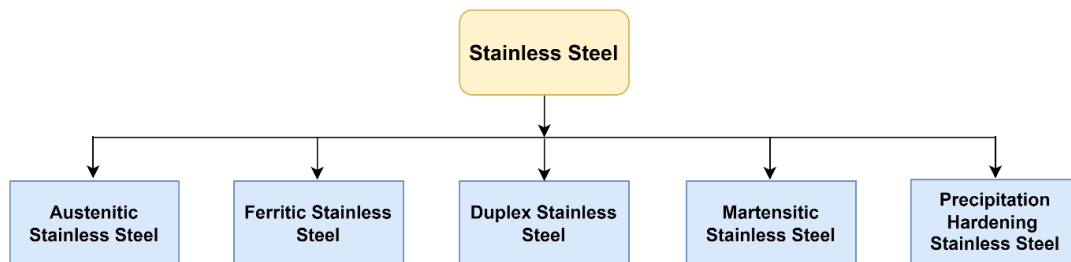 Stainless Steel
Austenitic
Stainless Steel
Ferritic Stainless
Steel
Duplex Stainless
Steel
Martensitic
Stainless Steel
Precipitation
Hardening
Stainless Steel